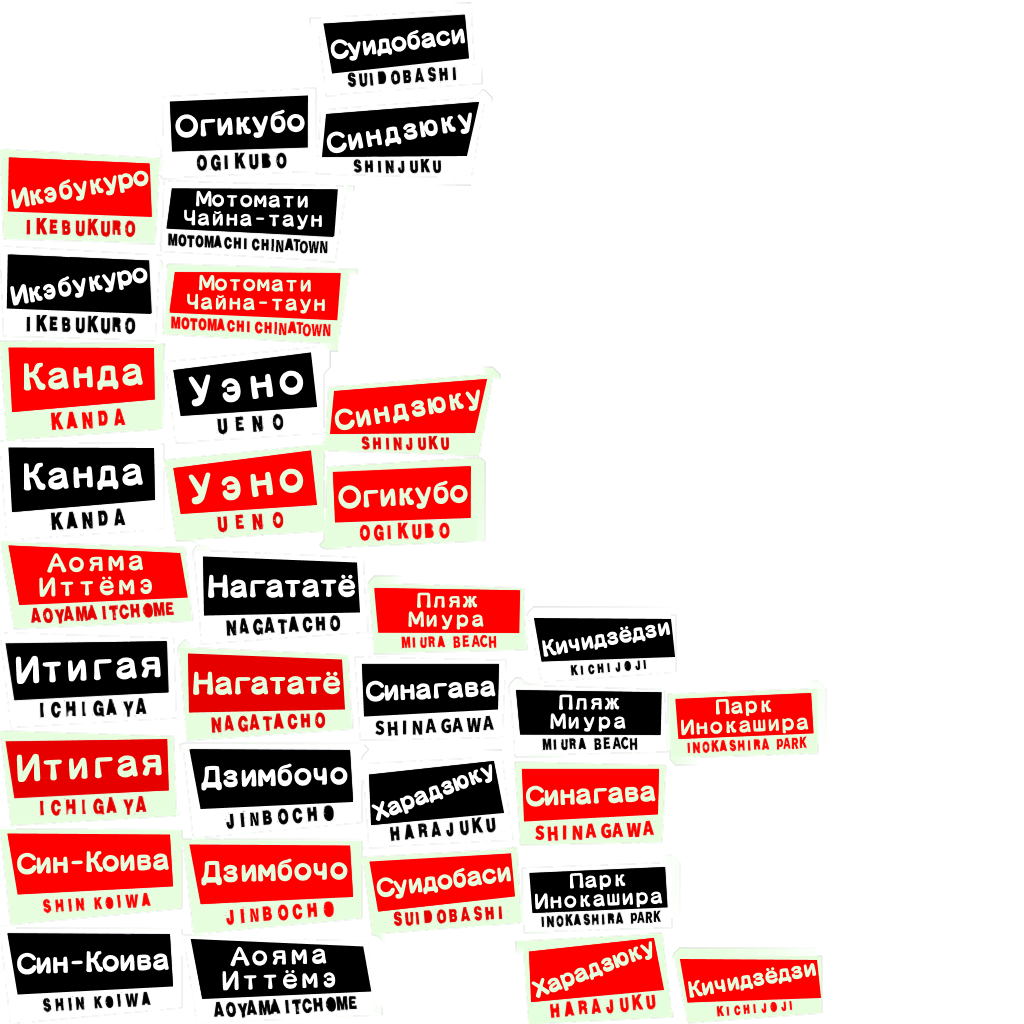 Суидобаси
SUIDOBASHI
Огикубо
OGIKUBO
Синдзюку
SHINJUKU
Икэбукуро
IKEBUKURO
Мотомати
Чайна-таун
MOTOMACHI CHINATOWN
Икэбукуро
IKEBUKURO
Мотомати
Чайна-таун
MOTOMACHI CHINATOWN
Канда
KANDA
Уэно
UENO
Синдзюку
SHINJUKU
Канда
KANDA
Уэно
UENO
Огикубо
OGIKUBO
Аояма
Иттёмэ
AOYAMA ITCHOME
Нагататё
NAGATACHO
Пляж
Миура
MIURA BEACH
Кичидзёдзи
KICHIJOJI
Итигая
ICHIGAYA
Нагататё
NAGATACHO
Синагава
SHINAGAWA
Пляж
Миура
MIURA BEACH
Парк
Инокашира
INOKASHIRA PARK
Итигая
ICHIGAYA
Дзимбочо
JINBOCHO
Харадзюку
HARAJUKU
Синагава
SHINAGAWA
Син-Коива
SHIN KOIWA
Дзимбочо
JINBOCHO
Суидобаси
SUIDOBASHI
Парк
Инокашира
INOKASHIRA PARK
Син-Коива
SHIN KOIWA
Аояма
Иттёмэ
AOYAMA ITCHOME
Харадзюку
HARAJUKU
Кичидзёдзи
KICHIJOJI